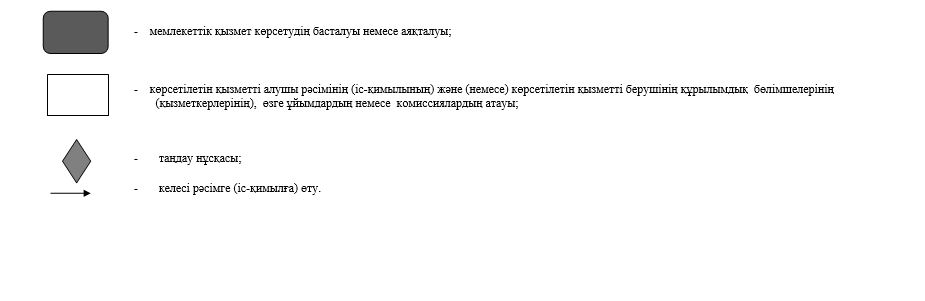 - мемлекеттік қызмет көрсетудің басталуы немесе аяқталуы;
- көрсетілетін қызметті алушы рәсімінің (іс-қимылының) және (немесе) көрсетілетін қызметті берушінің құрылымдық бөлімшелерінің
(қызметкерлерінің), өзге ұйымдардың немесе комиссиялардың атауы;
- таңдау нұсқасы;
- келесі рәсімге (іс-қимылға) өту.